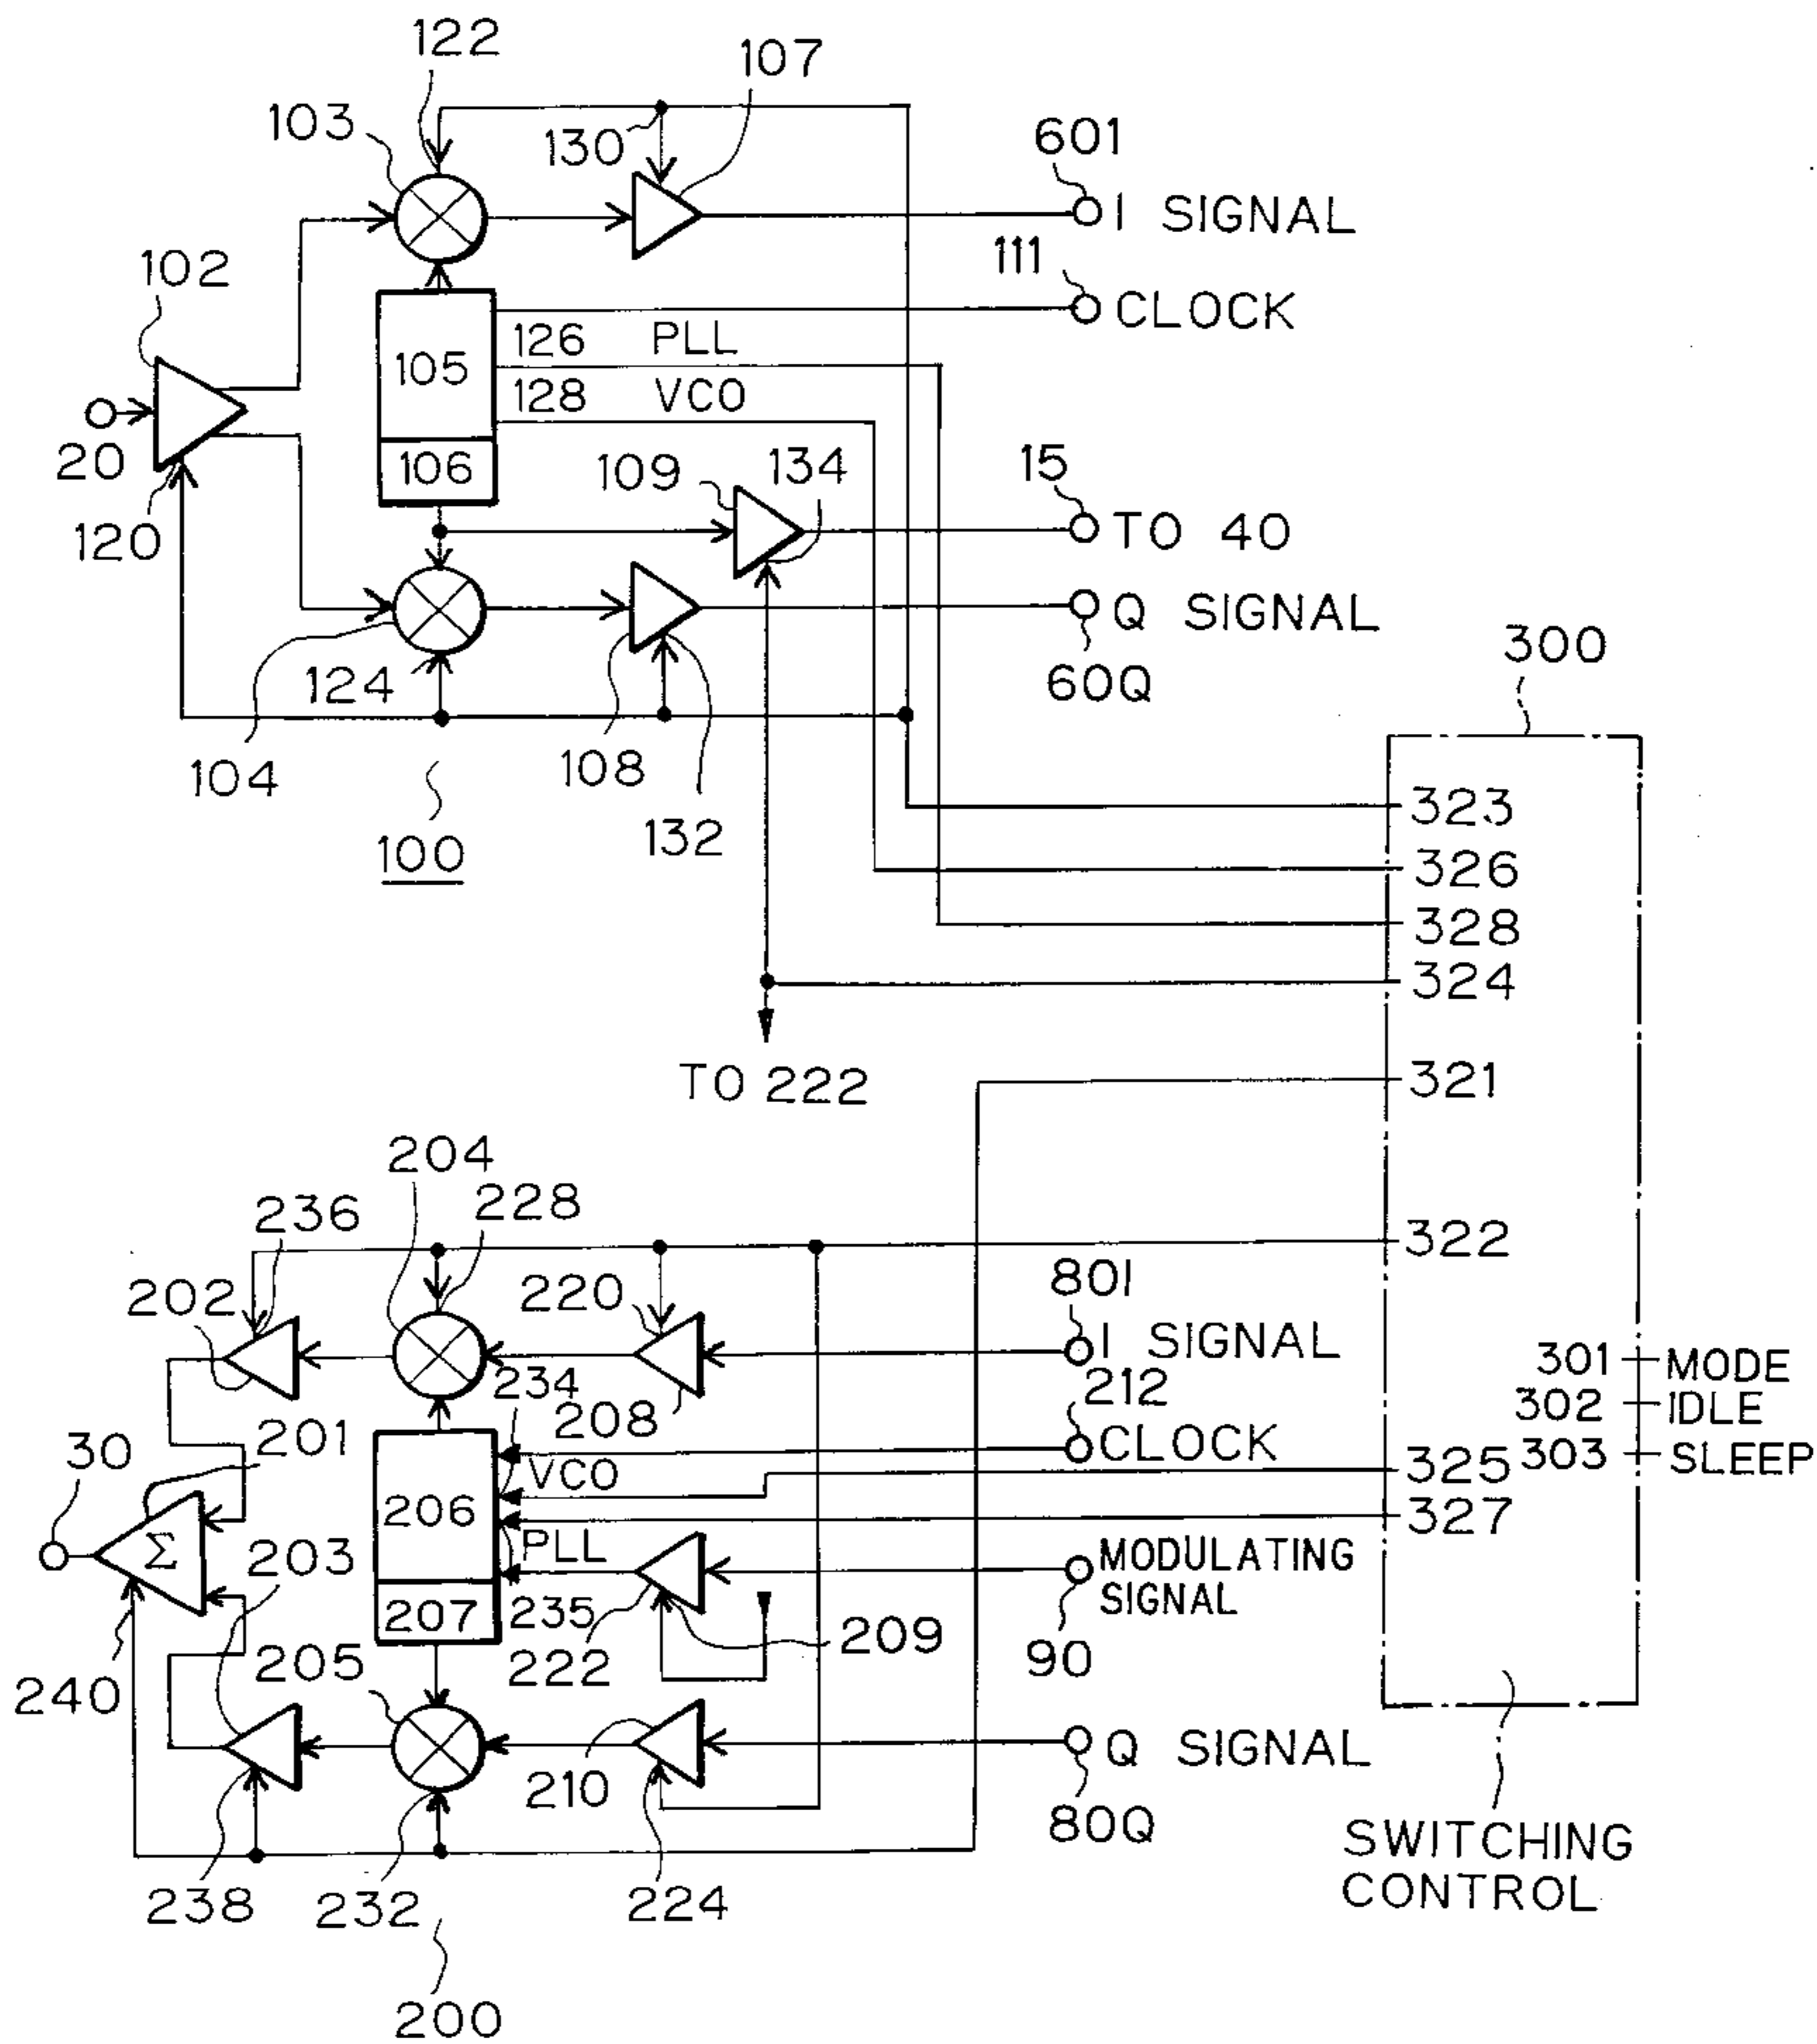 122
107
103
130
601
I SIGNAL
111
CLOCK
102
126 PLL
105
128 VCO
20
106
109
134
15
TO 40
120
Q SIGNAL
124
60Q
300
104
108
132
100
323
326
328
324
TO 222
321
204
228
236
322
202
220
801
I SIGNAL
234
208
212
CLOCK
301 MODE
302 IDLE
303 SLEEP
201
30
VCO
325
206
327
Σ
203
PLL
MODULATING
SIGNAL
207
235
222
209
90
240
205
210
Q SIGNAL
80Q
238
232
224
SWITCHING
CONTROL
200